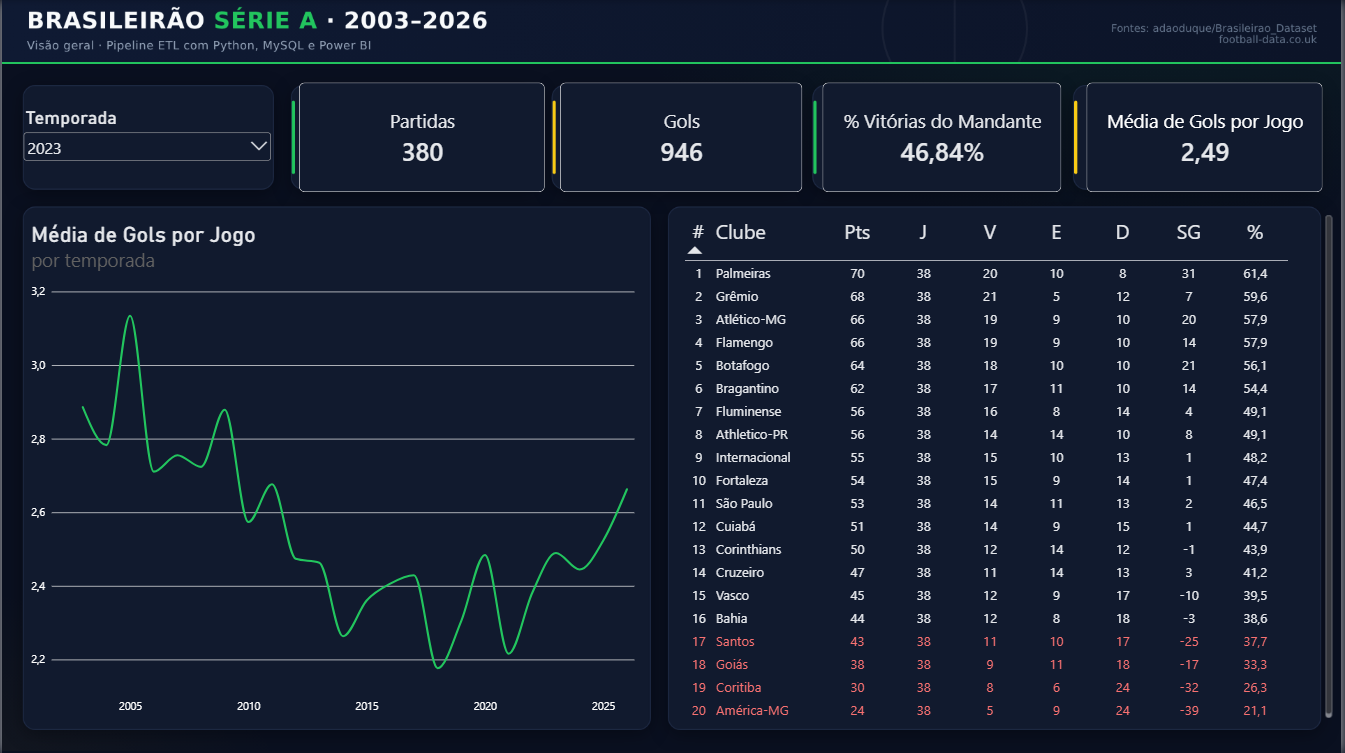 BRASILEIRÃO SÉRIE A · 2003–2026
Visão geral · Pipeline ETL com Python, MySQL e Power BI
Fontes: adaoduque/Brasileirao_Dataset
football-data.co.uk
Temporada
2023
Partidas
380
Gols
946
% Vitórias do Mandante
46,84%
Média de Gols por Jogo
2,49
Média de Gols por Jogo
por temporada
3,2
3,0
2,8
2,6
2,4
2,2
2005 2010 2015 2020 2025
# Clube Pts J V E D SG %
1 Palmeiras 70 38 20 10 8 31 61,4
2 Grêmio 68 38 21 5 12 7 59,6
3 Atlético-MG 66 38 19 9 10 20 57,9
4 Flamengo 66 38 19 9 10 14 57,9
5 Botafogo 64 38 18 10 10 21 56,1
6 Bragantino 62 38 17 11 10 14 54,4
7 Fluminense 56 38 16 8 14 4 49,1
8 Athletico-PR 56 38 14 14 10 8 49,1
9 Internacional 55 38 15 10 13 1 48,2
10 Fortaleza 54 38 15 9 14 1 47,4
11 São Paulo 53 38 14 11 13 2 46,5
12 Cuiabá 51 38 14 9 15 1 44,7
13 Corinthians 50 38 12 14 12 -1 43,9
14 Cruzeiro 47 38 11 14 13 3 41,2
15 Vasco 45 38 12 9 17 -10 39,5
16 Bahia 44 38 12 8 18 -3 38,6
17 Santos 43 38 11 10 17 -25 37,7
18 Goiás 38 38 9 11 18 -17 33,3
19 Coritiba 30 38 8 6 24 -32 26,3
20 América-MG 24 38 5 9 24 -39 21,1